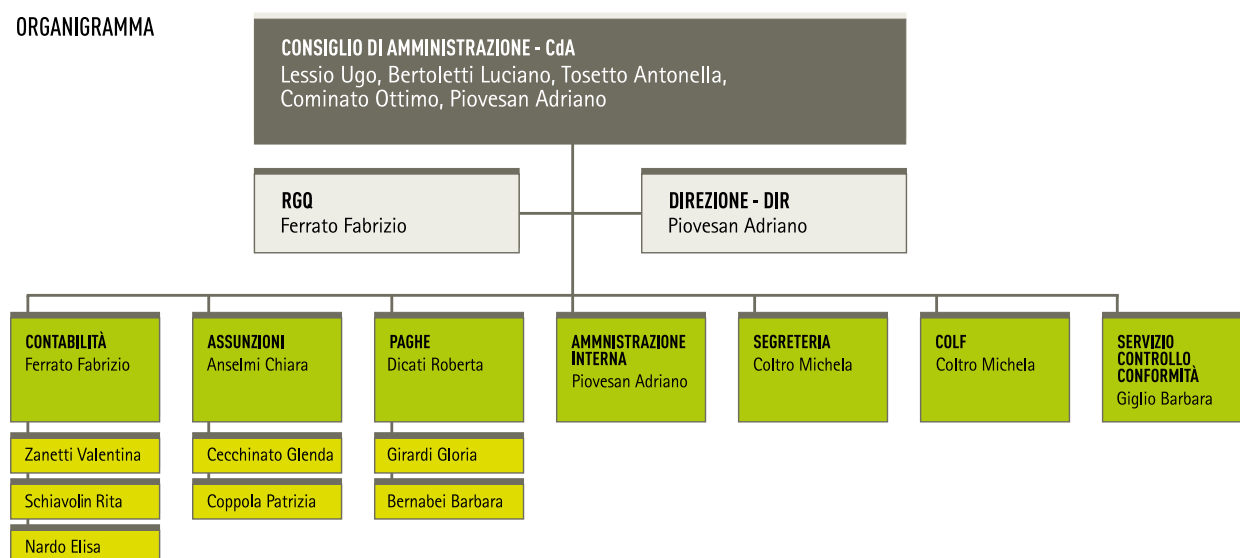 ORGANIGRAMMA
CONSIGLIO DI AMMINISTRAZIONE - CdA
Lessio Ugo, Bertoletti Luciano, Tosetto Antonella,
Cominato Ottimo, Piovesan Adriano
RGQ
Ferrato Fabrizio
DIREZIONE - DIR
Piovesan Adriano
CONTABILITÀ
Ferrato Fabrizio
Zanetti Valentina
Schiavolin Rita
Nardo Elisa
ASSUNZIONI
Anselmi Chiara
Cecchinato Glenda
Coppola Patrizia
PAGHE
Dicati Roberta
Girardi Gloria
Bernabei Barbara
AMMNISTRAZIONE
INTERNA
Piovesan Adriano
SEGRETERIA
Coltro Michela
COLF
Coltro Michela
SERVIZIO
CONTROLLO
CONFORMITÀ
Giglio Barbara